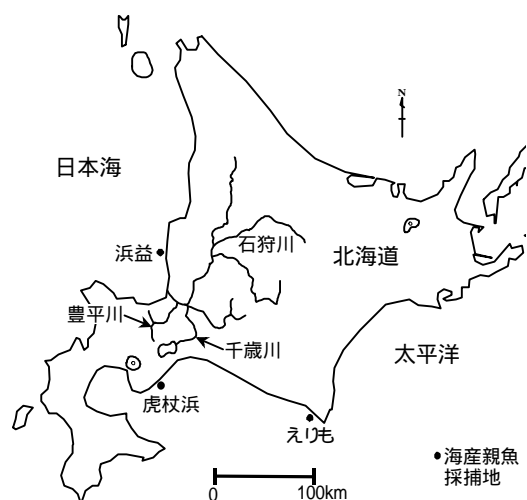 N
日本海
浜益
石狩川
北海道
豊平川
千歳川
太平洋
虎杖浜
えりも
●海産親魚
採捕地
0 100km